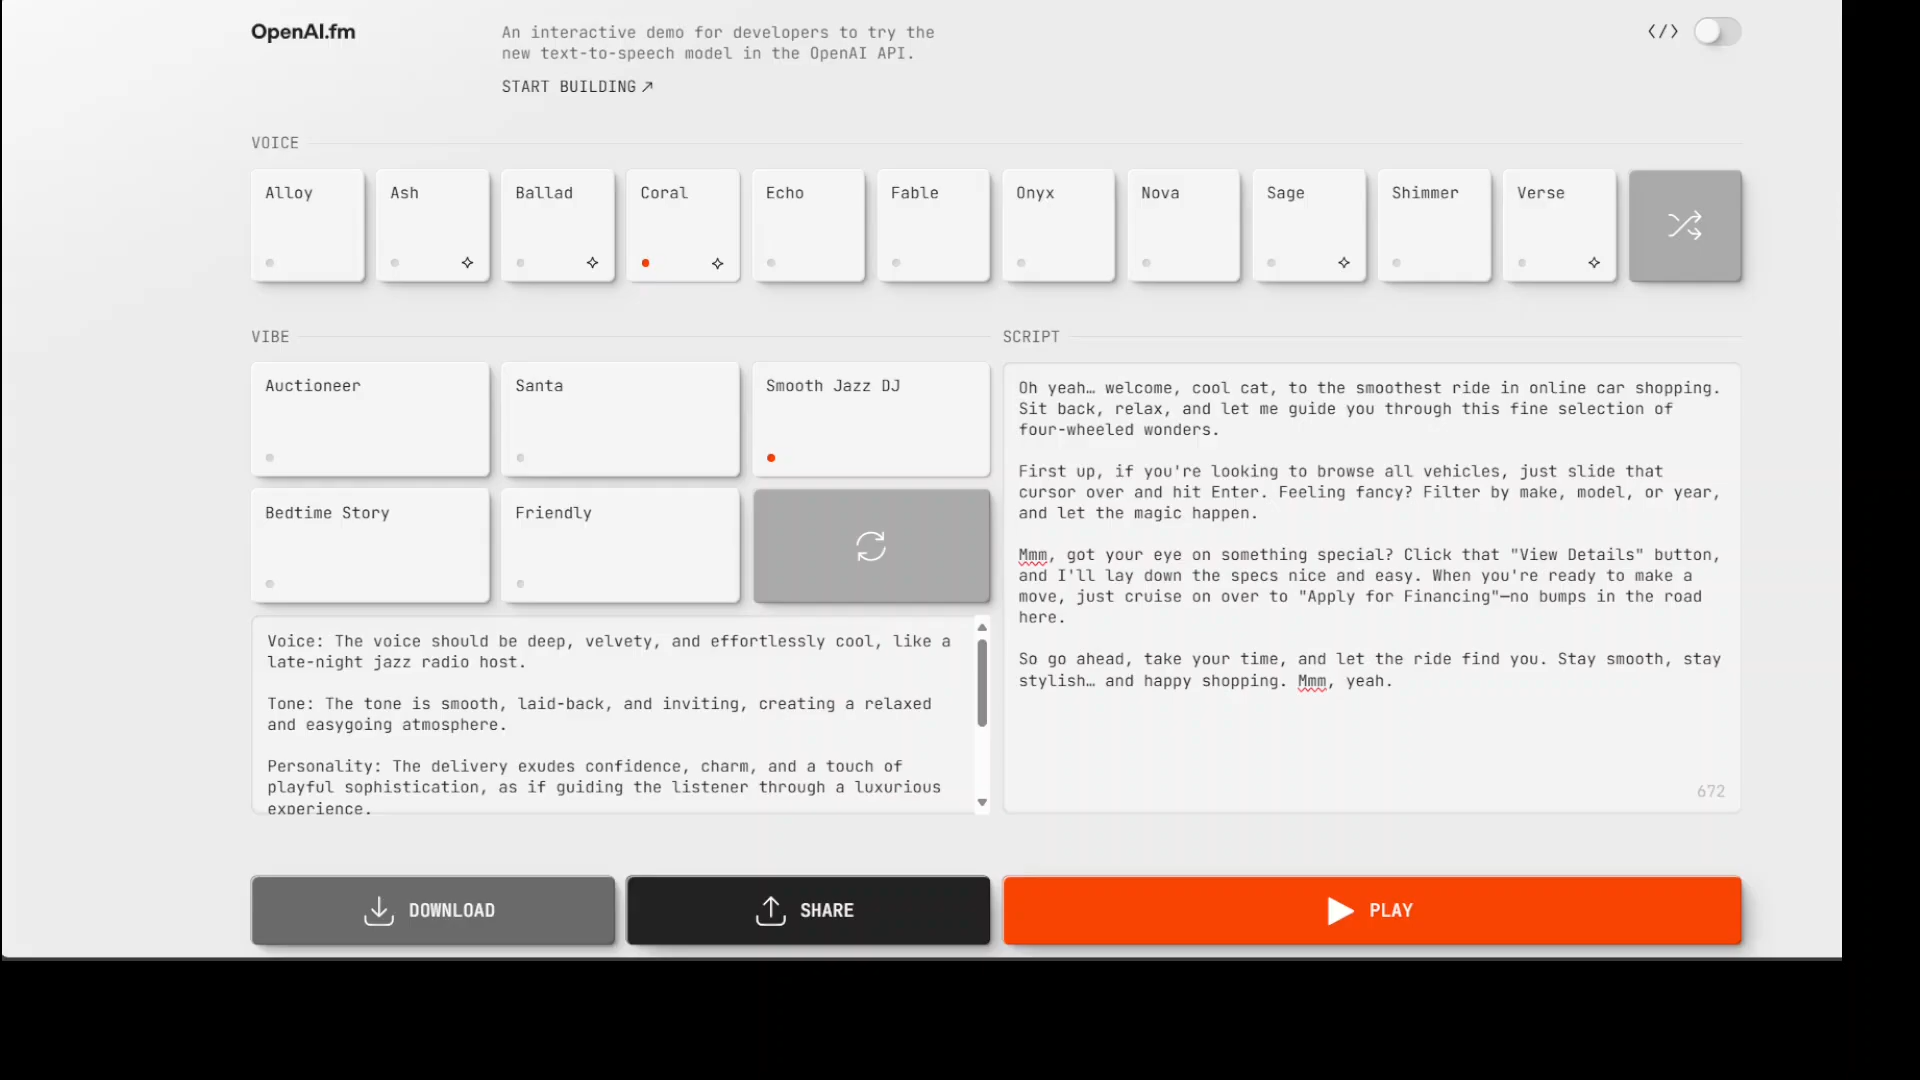 OpenAI.fm
An interactive demo for developers to try the
new text-to-speech model in the OpenAI API.
START BUILDING ↗
</>
VOICE
Alloy
Ash
Ballad
Coral
Echo
Fable
Onyx
Nova
Sage
Shimmer
Verse
VIBE
Auctioneer
Santa
Smooth Jazz DJ
Bedtime Story
Friendly
Voice: The voice should be deep, velvety, and effortlessly cool, like a
late-night jazz radio host.
Tone: The tone is smooth, laid-back, and inviting, creating a relaxed
and easygoing atmosphere.
Personality: The delivery exudes confidence, charm, and a touch of
playful sophistication, as if guiding the listener through a luxurious
experience.
SCRIPT
Oh yeah… welcome, cool cat, to the smoothest ride in online car shopping.
Sit back, relax, and let me guide you through this fine selection of
four-wheeled wonders.
First up, if you're looking to browse all vehicles, just slide that
cursor over and hit Enter. Feeling fancy? Filter by make, model, or year,
and let the magic happen.
Mmm, got your eye on something special? Click that "View Details" button,
and I'll lay down the specs nice and easy. When you're ready to make a
move, just cruise on over to "Apply for Financing"—no bumps in the road
here.
So go ahead, take your time, and let the ride find you. Stay smooth, stay
stylish… and happy shopping. Mmm, yeah.
672
DOWNLOAD
SHARE
PLAY